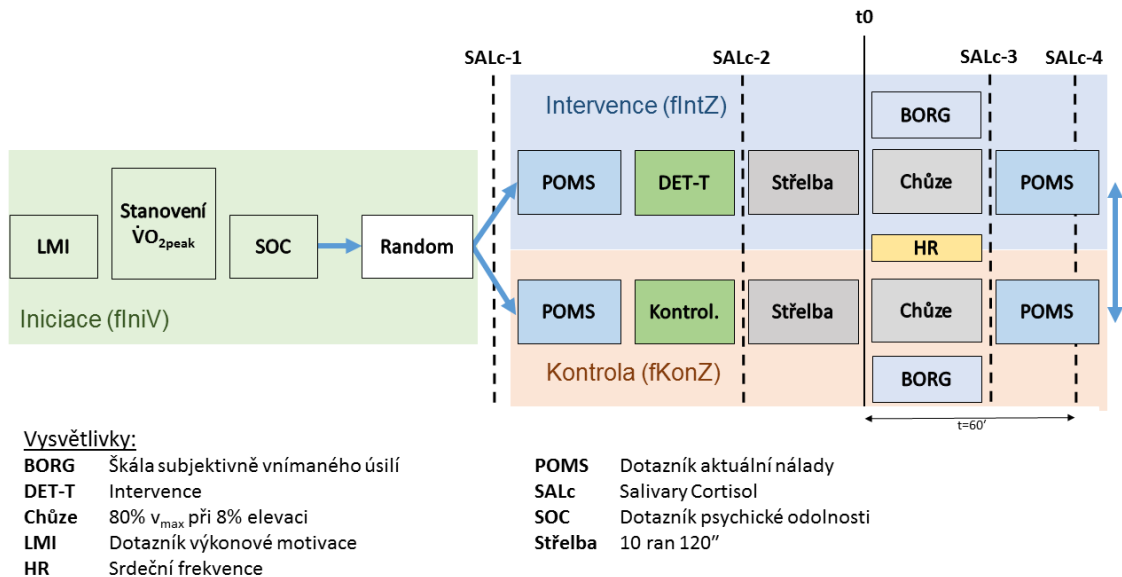 t0
SALc-1
SALc-2
SALc-3
SALc-4
Intervence (fIntZ)
BORG
POMS
DET-T
Střelba
Chůze
POMS
LMI
Stanovení
V̇O2peak
SOC
Random
HR
POMS
Kontrol.
Střelba
Chůze
POMS
Iniciace (fIniV)
Kontrola (fKonZ)
BORG
t=60′
Vysvětlivky:
BORG Škála subjektivně vnímaného úsilí
DET-T Intervence
Chůze 80% vmax při 8% elevaci
LMI Dotazník výkonové motivace
HR Srdeční frekvence
POMS Dotazník aktuální nálady
SALc Salivary Cortisol
SOC Dotazník psychické odolnosti
Střelba 10 ran 120″